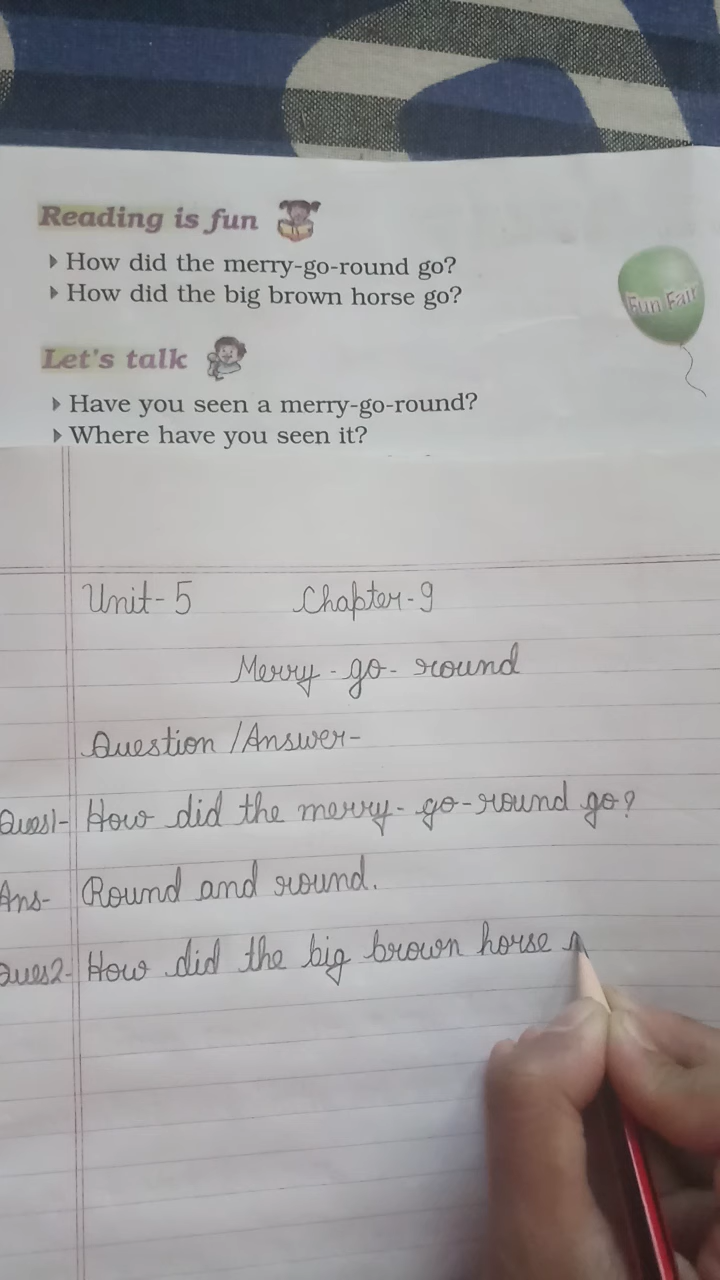 Reading is fun
How did the merry-go-round go?
How did the big brown horse go?
Fun Fair
Let's talk
Have you seen a merry-go-round?
Where have you seen it?
Unit-5 Chapter-9
Merry-go-round
Question/Answer-
Ques1- How did the merry-go-round go?
Ans- Round and round.
Ques2- How did the big brown horse